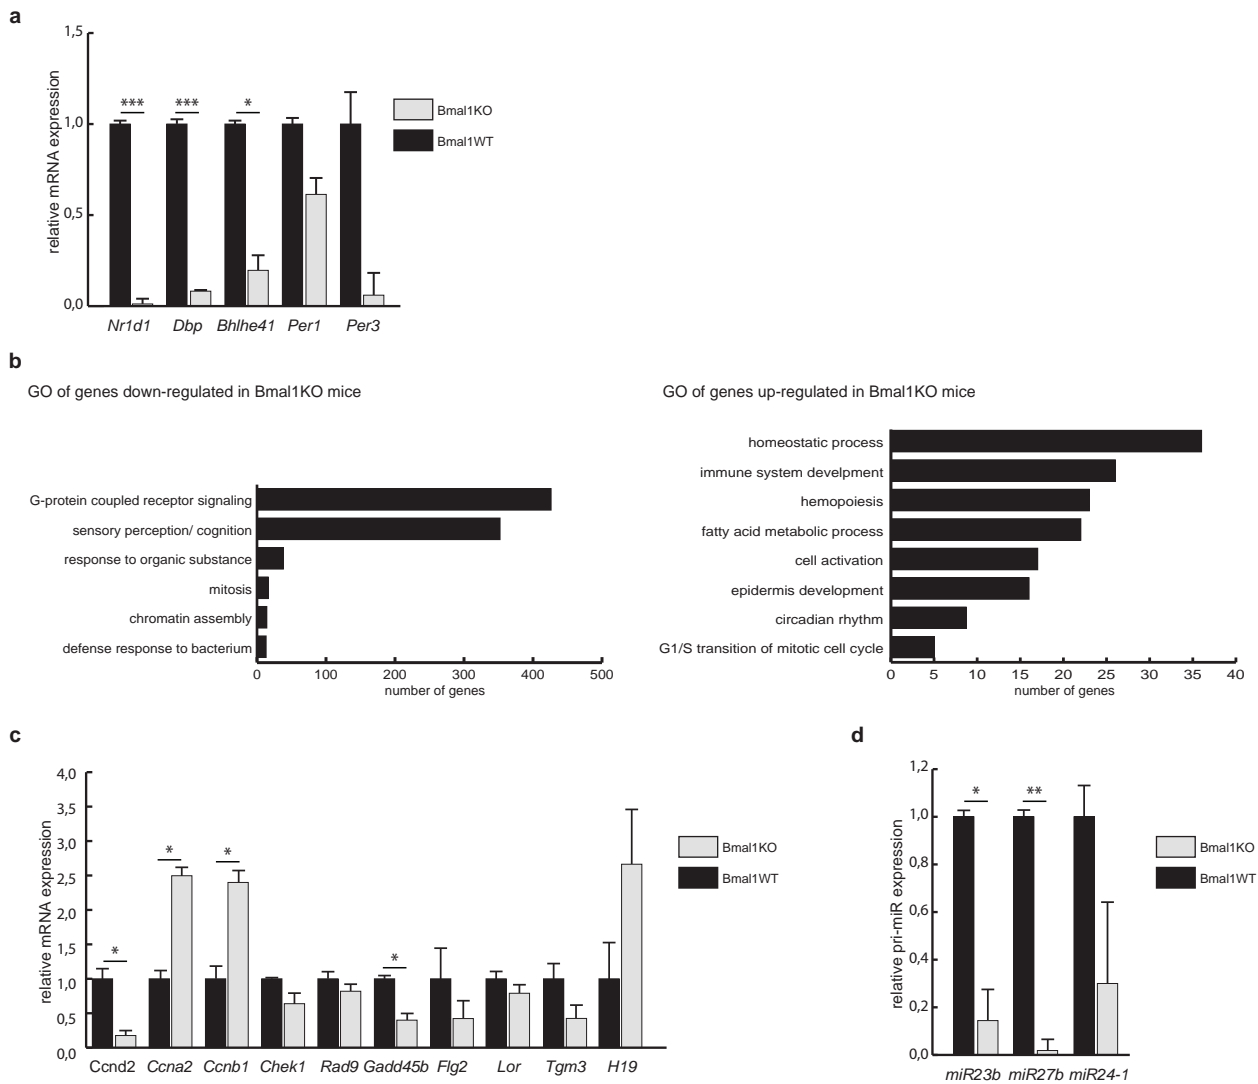 a
1,5
1,0
0,5
0,0
relative mRNA expression
*** *** *
Bmal1KO
Bmal1WT
Nr1d1 Dbp Bhlhe41 Per1 Per3
b
GO of genes down-regulated in Bmal1KO mice
G-protein coupled receptor signaling
sensory perception/ cognition
response to organic substance
mitosis
chromatin assembly
defense response to bacterium
0 100 200 300 400 500
number of genes
GO of genes up-regulated in Bmal1KO mice
homeostatic process
immune system develpment
hemopoiesis
fatty acid metabolic process
cell activation
epidermis development
circadian rhythm
G1/S transition of mitotic cell cycle
0 5 10 15 20 25 30 35 40
number of genes
c
4,0
3,5
3,0
2,5
2,0
1,5
1,0
0,5
0,0
relative mRNA expression
* * * *
Bmal1KO
Bmal1WT
Ccnd2 Ccna2 Ccnb1 Chek1 Rad9 Gadd45b Flg2 Lor Tgm3 H19
d
1,2
1,0
0,8
0,6
0,4
0,2
0,0
relative pri-miR expression
* **
Bmal1KO
Bmal1WT
miR23b miR27b miR24-1